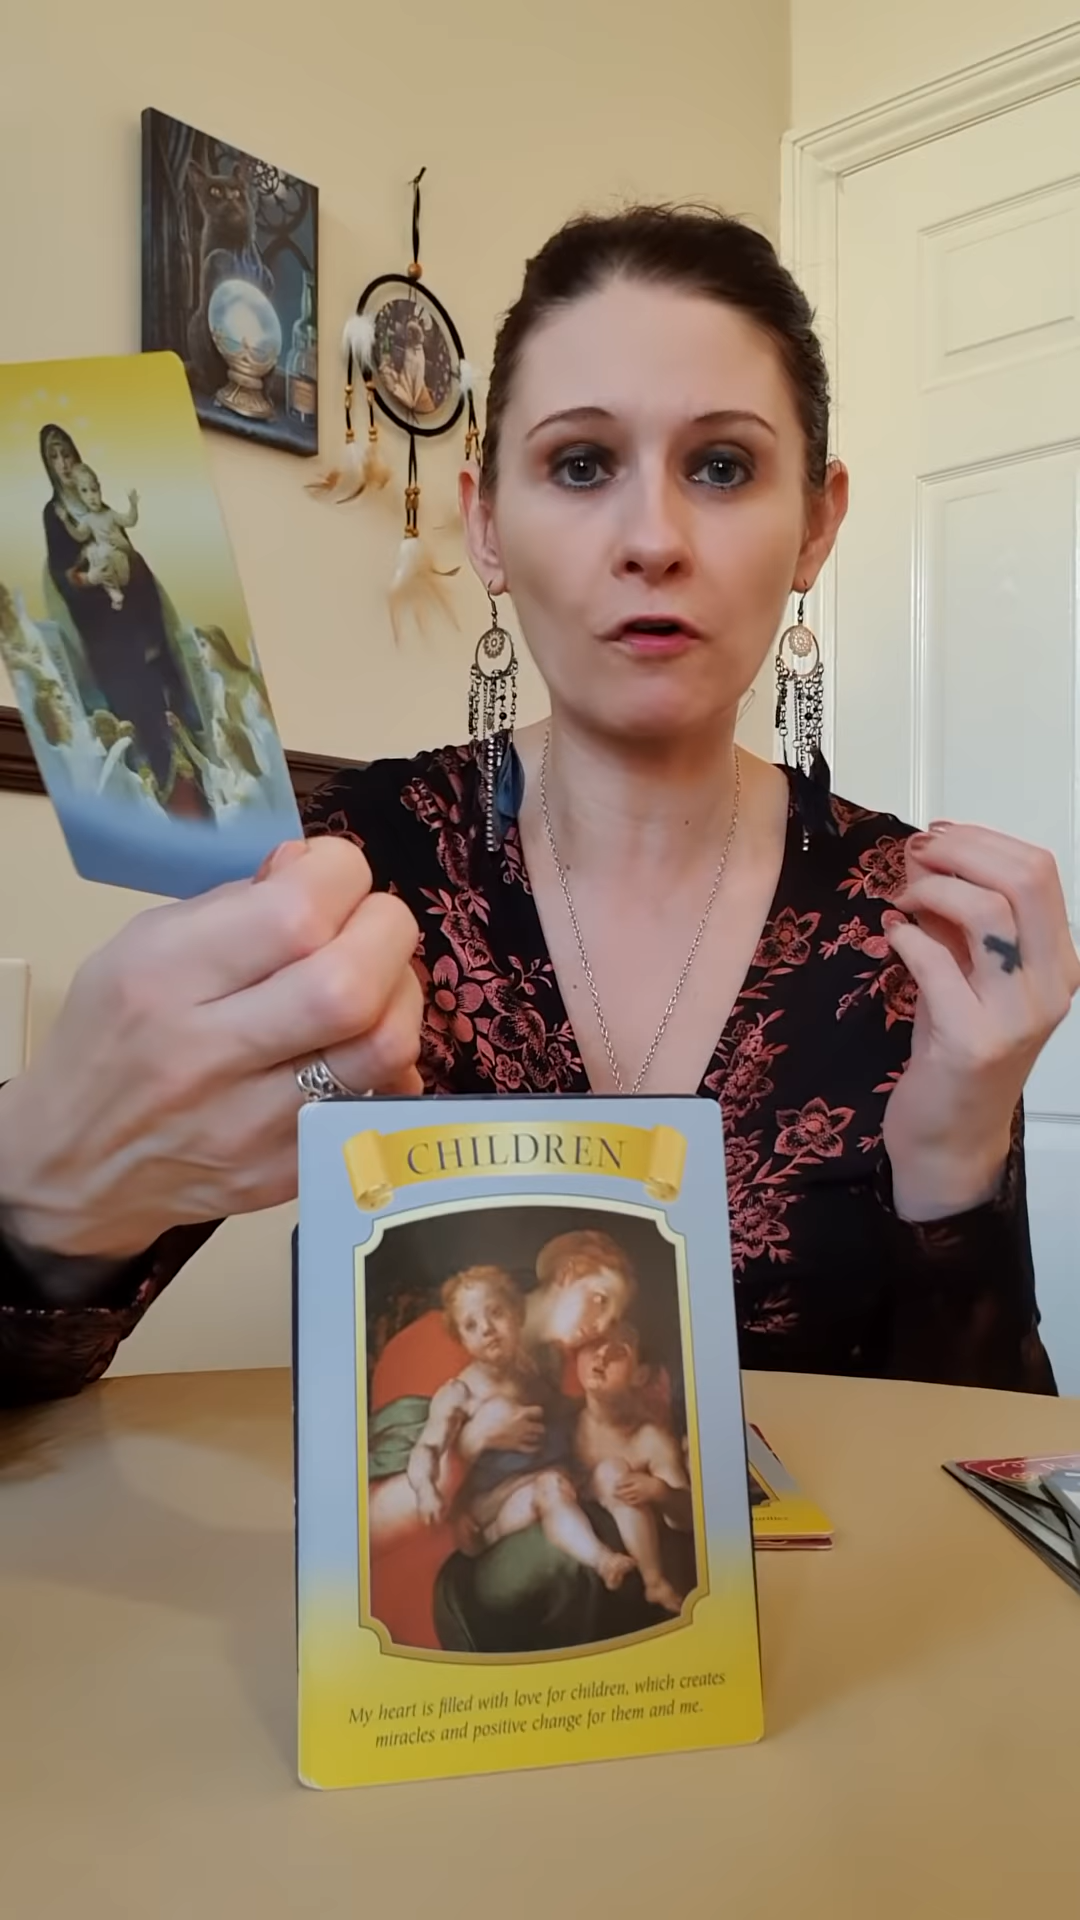 CHILDREN
My heart is filled with love for children, which creates
miracles and positive change for them and me.